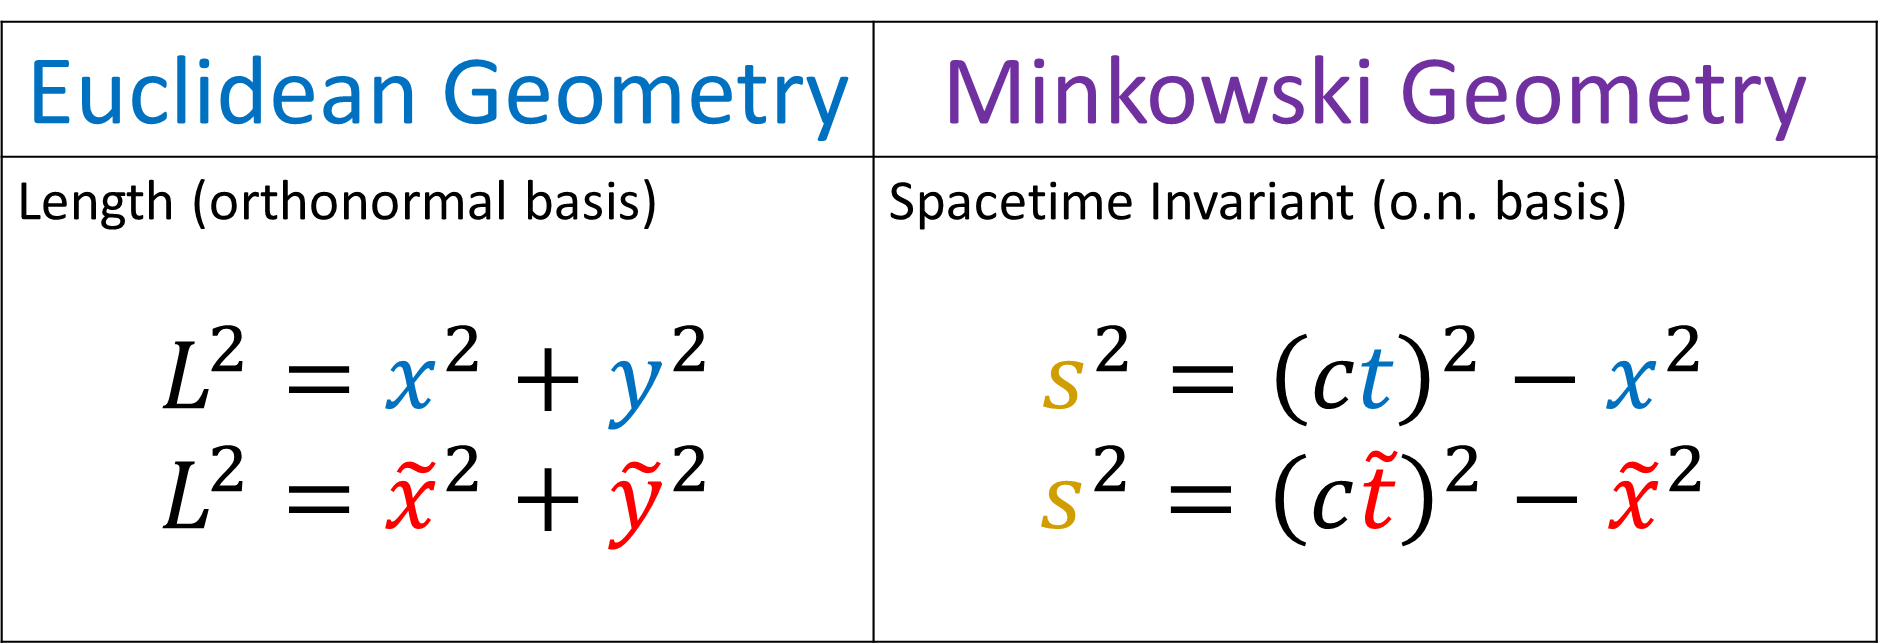 Euclidean Geometry
Minkowski Geometry
Length (orthonormal basis)
L² = x² + y²
L² = x̃² + ỹ²
Spacetime Invariant (o.n. basis)
s² = (ct)² − x²
s² = (ct̃)² − x̃²